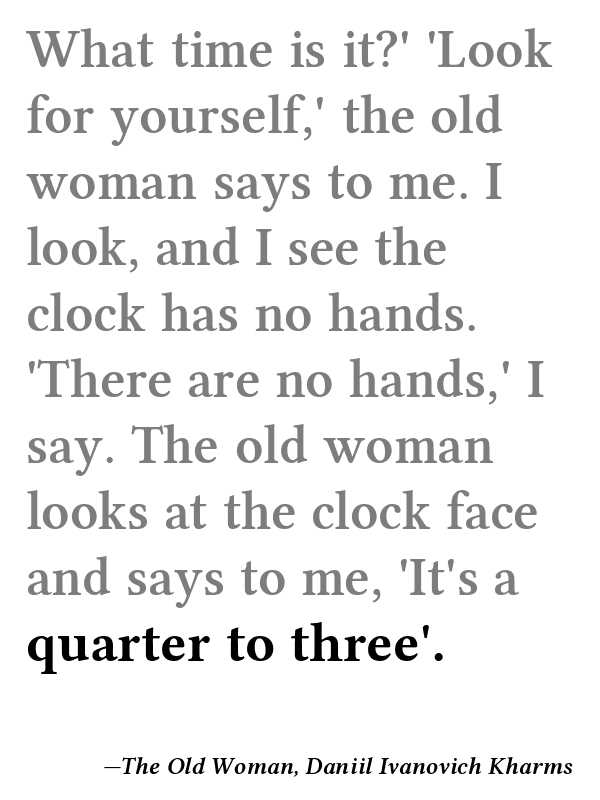 What time is it?' 'Look
for yourself,' the old
woman says to me. I
look, and I see the
clock has no hands.
'There are no hands,' I
say. The old woman
looks at the clock face
and says to me, 'It's a
quarter to three'.
—The Old Woman, Daniil Ivanovich Kharms